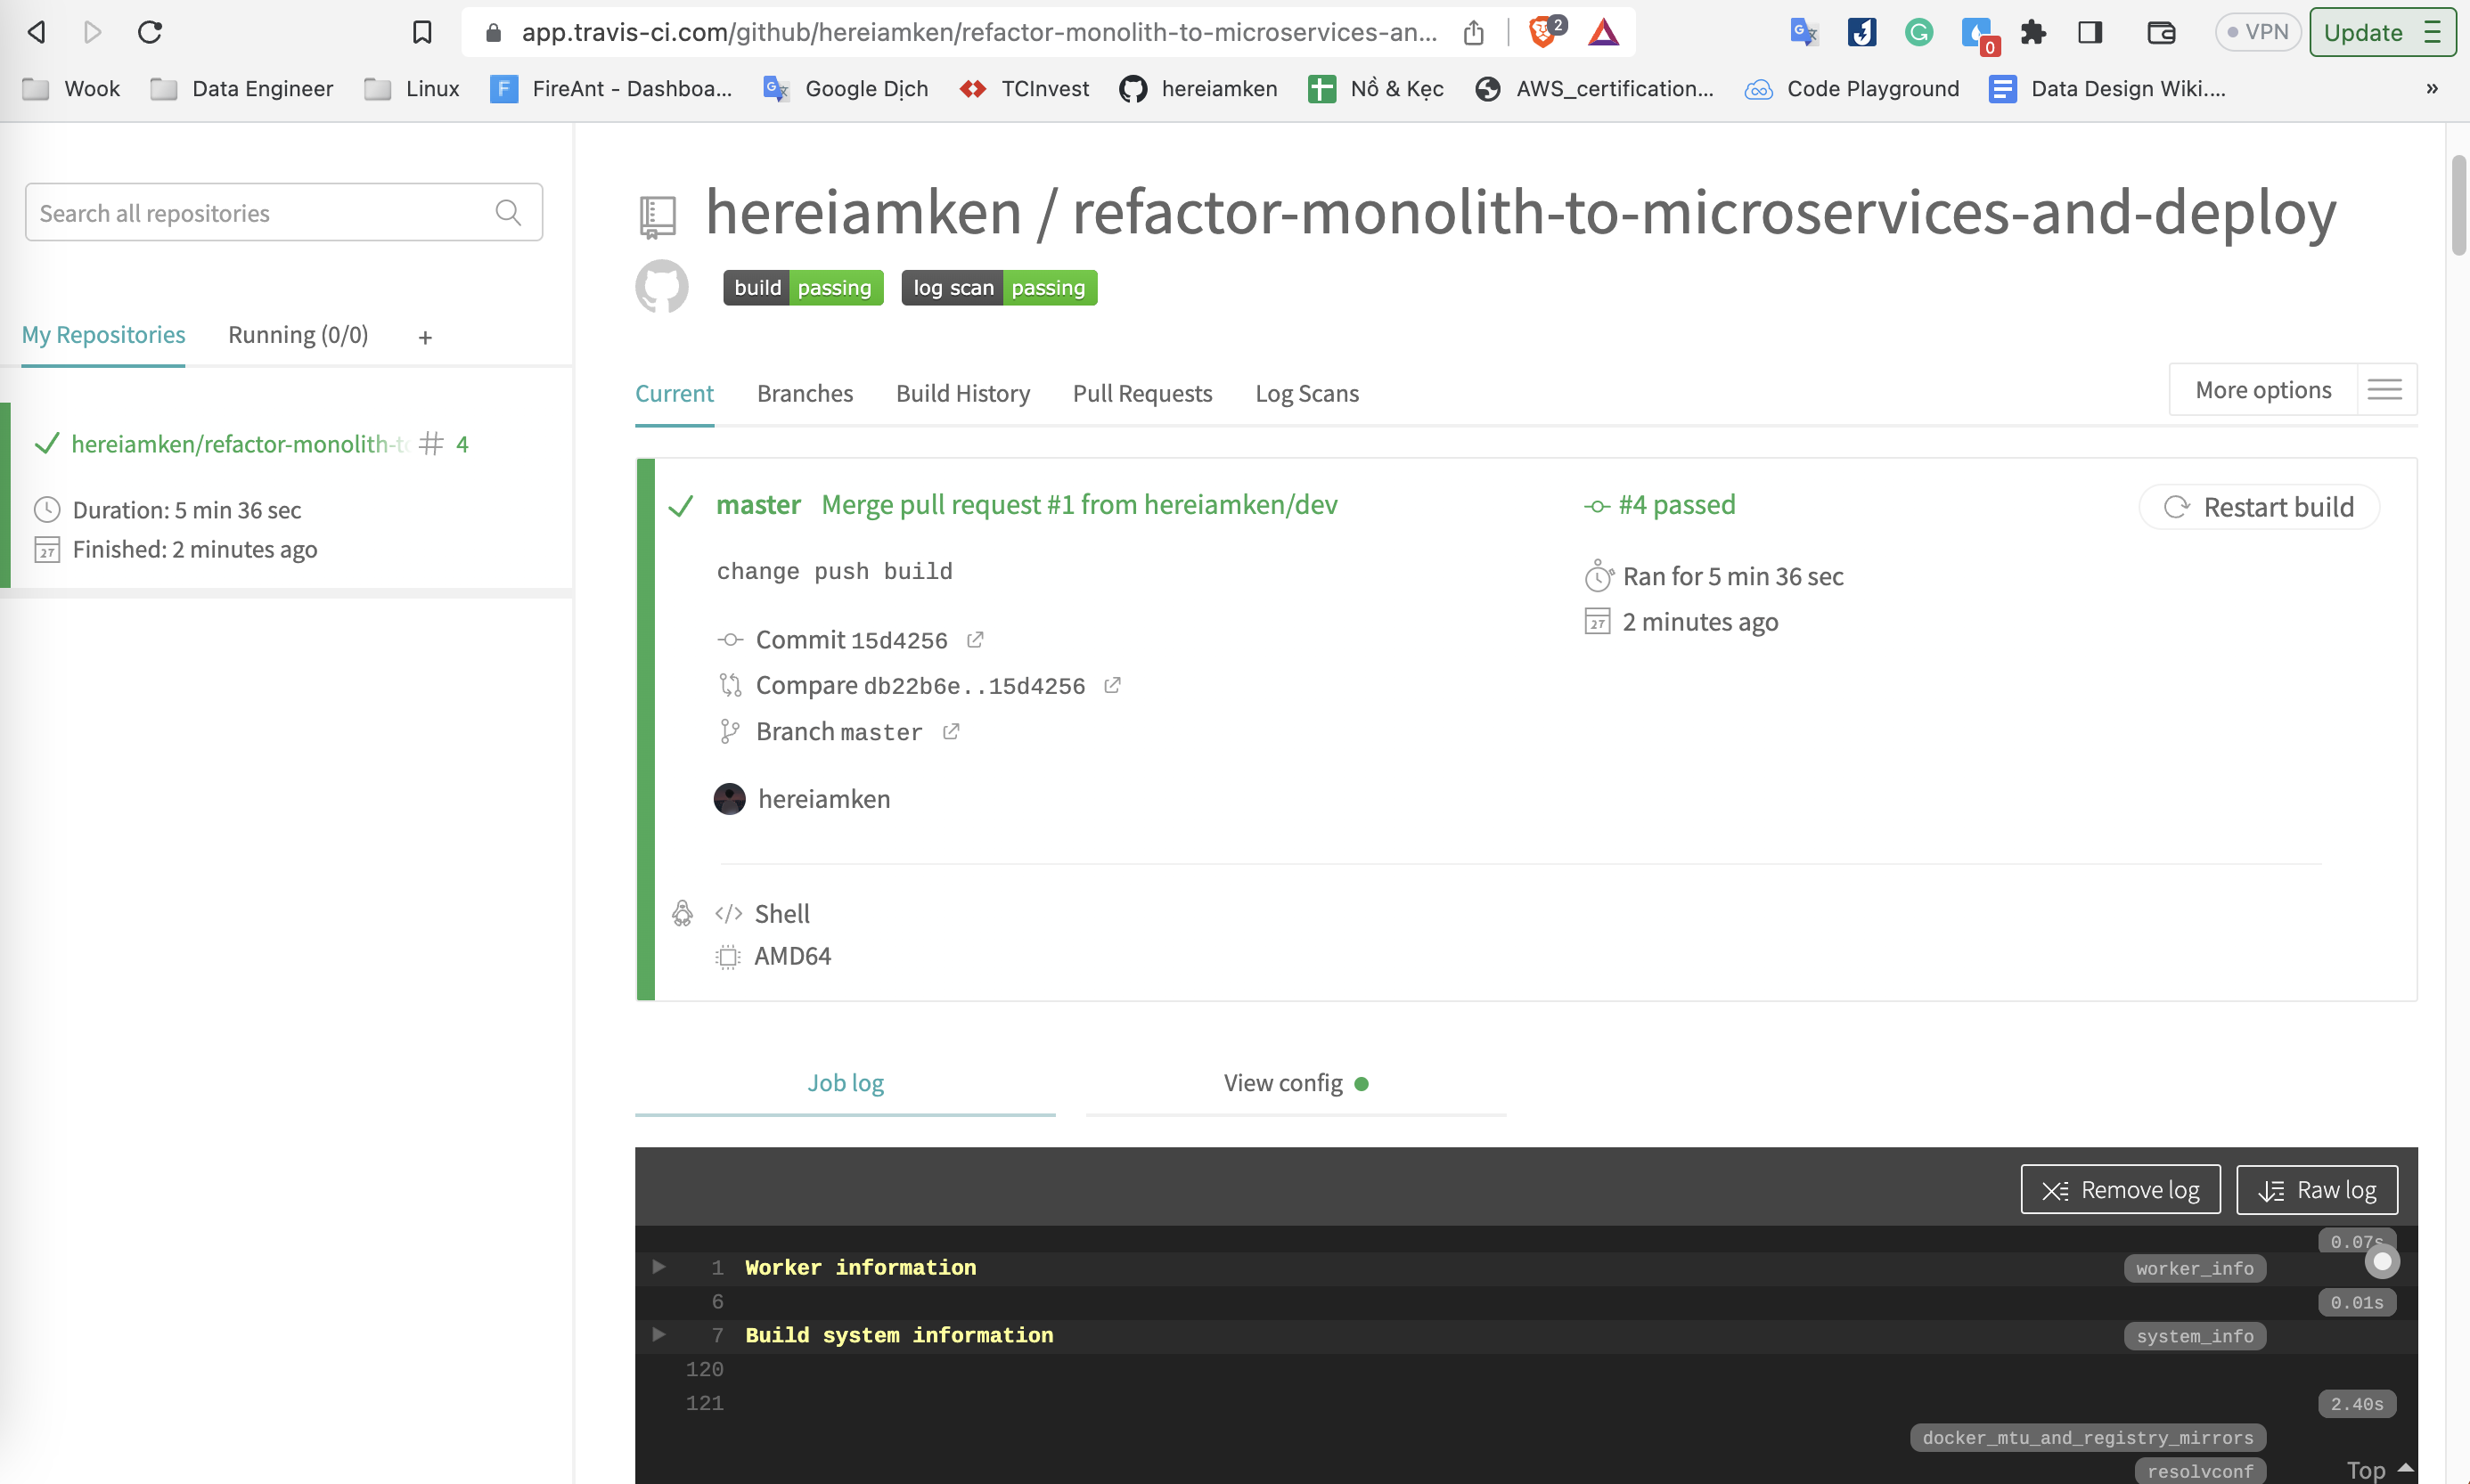 app.travis-ci.com/github/hereiamken/refactor-monolith-to-microservices-an...
2
0
VPN
Update
Wook
Data Engineer
Linux
F
FireAnt - Dashboa...
Google Dịch
TCInvest
hereiamken
Nồ & Kẹc
AWS_certification...
Code Playground
Data Design Wiki....
»
Search all repositories
My Repositories
Running (0/0)
+
hereiamken/refactor-monolith-to
# 4
Duration: 5 min 36 sec
Finished: 2 minutes ago
hereiamken / refactor-monolith-to-microservices-and-deploy
build passing
log scan passing
Current
Branches
Build History
Pull Requests
Log Scans
More options
master Merge pull request #1 from hereiamken/dev
change push build
Commit 15d4256
Compare db22b6e..15d4256
Branch master
hereiamken
#4 passed
Ran for 5 min 36 sec
27
2 minutes ago
Restart build
</> Shell
AMD64
Job log
View config
Remove log
Raw log
0.07s
1 Worker information
worker_info
6
0.01s
7 Build system information
system_info
120
121
2.40s
docker_mtu_and_registry_mirrors
resolvconf
Top